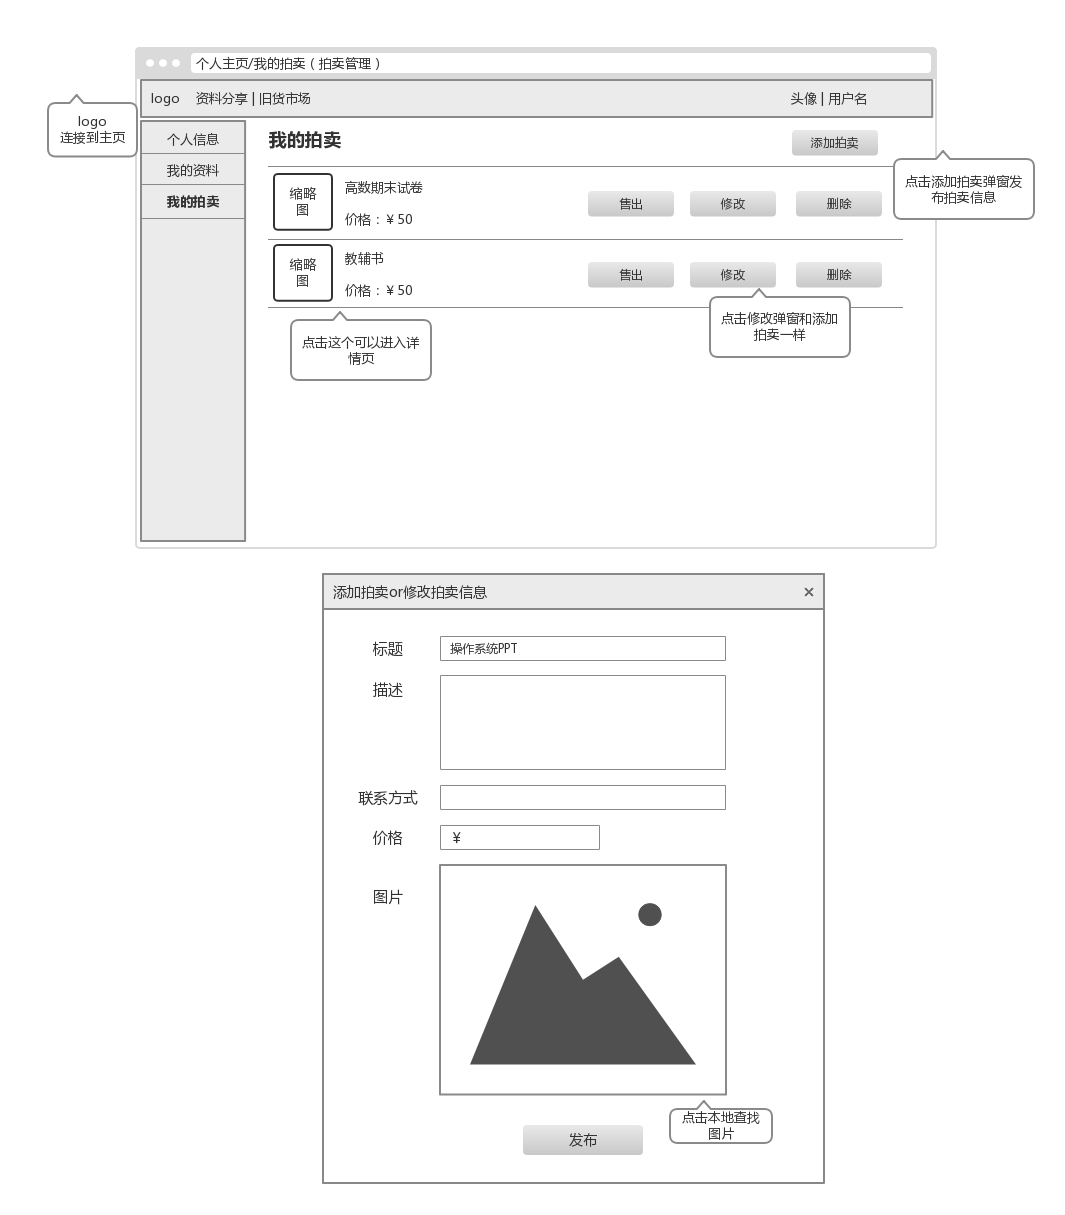 个人主页/我的拍卖（拍卖管理）
logo 资料分享 | 旧货市场 头像 | 用户名
logo
连接到主页
个人信息
我的资料
我的拍卖
我的拍卖
添加拍卖
点击添加拍卖弹窗发
布拍卖信息
缩略
图
高数期末试卷
价格：¥ 50
售出
修改
删除
缩略
图
教辅书
价格：¥ 50
售出
修改
删除
点击修改弹窗和添加
拍卖一样
点击这个可以进入详
情页
添加拍卖or修改拍卖信息 ×
标题
操作系统PPT
描述
联系方式
价格
¥
图片
点击本地查找
图片
发布